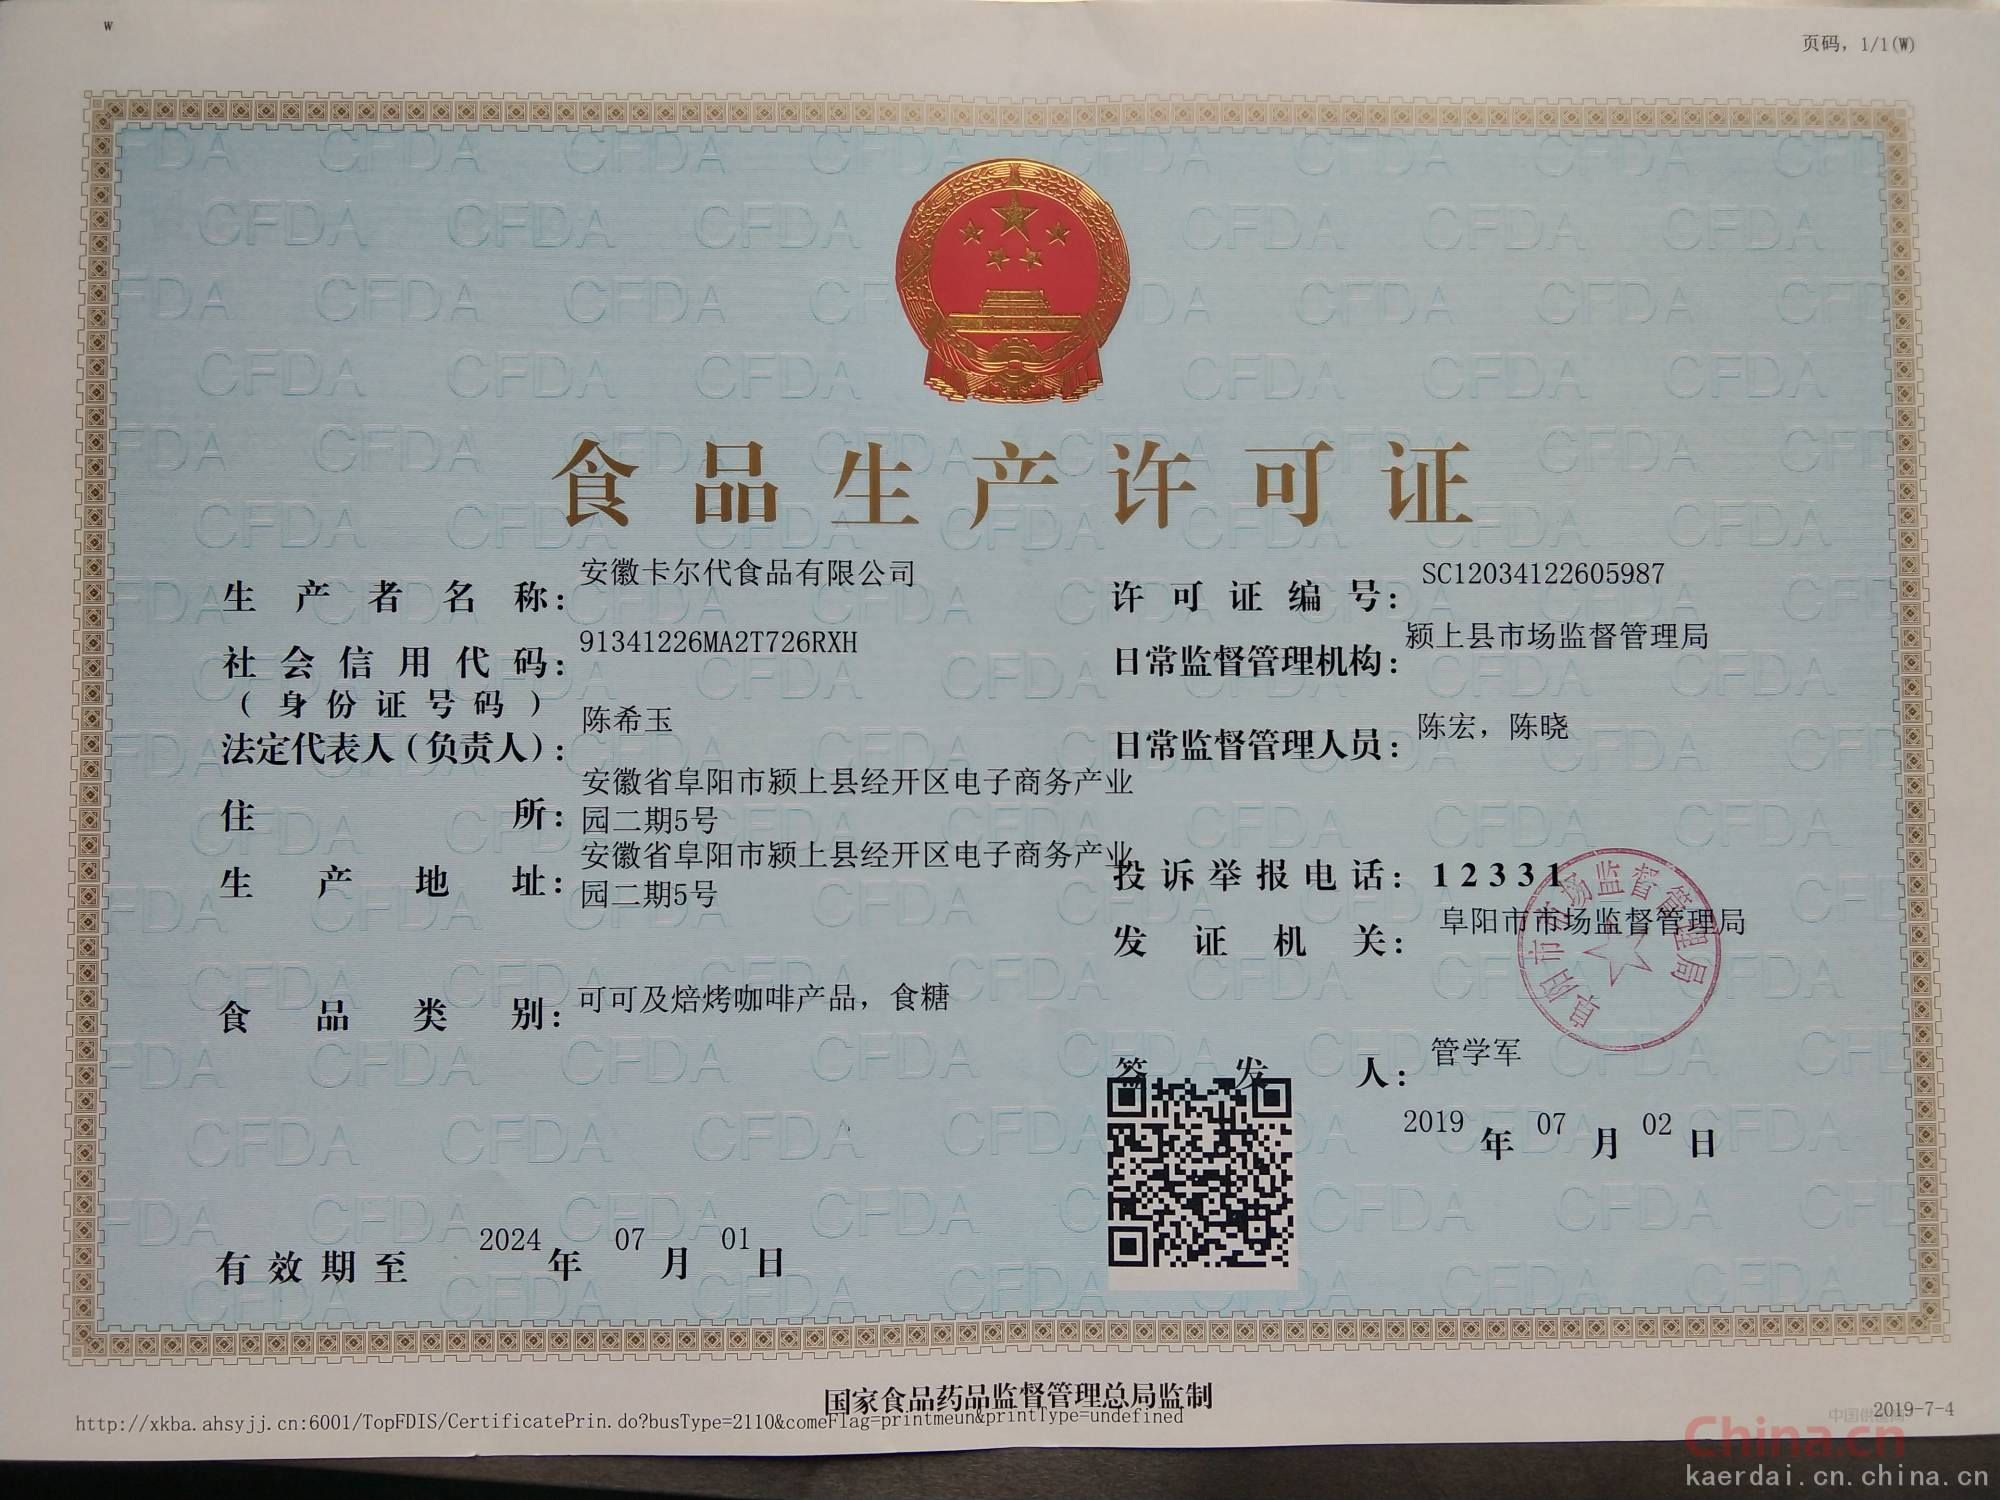 w
页码，1/1(W)
食品生产许可证
生产者名称：安徽卡尔代食品有限公司
许可证编号：SC12034122605987
社会信用代码：91341226MA2T726RXH
（身份证号码）
日常监督管理机构：颍上县市场监督管理局
法定代表人（负责人）：陈希玉
日常监督管理人员：陈宏，陈晓
住所：安徽省阜阳市颍上县经开区电子商务产业
园二期5号
生产地址：安徽省阜阳市颍上县经开区电子商务产业
园二期5号
投诉举报电话：12331
发证机关：阜阳市市场监督管理局
阜阳市市场监督管理局
食品类别：可可及焙烤咖啡产品，食糖
签发人：管学军
2019年07月02日
有效期至2024年07月01日
国家食品药品监督管理总局监制
http://xkba.ahsyjj.cn:6001/TopFDIS/CertificatePrin.do?busType=2110&comeFlag=printmeun&printType=undefined
2019-7-4
China.cn
kaerdai.cn.china.cn